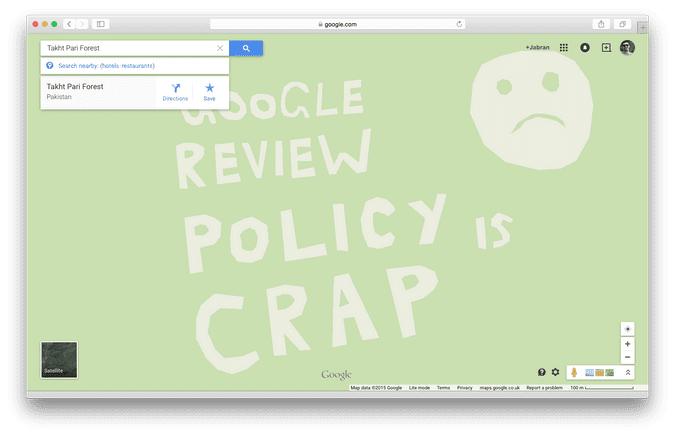 google.com
Takht Pari Forest
+Jabran
Search nearby: (hotels·restaurants)
Takht Pari Forest
Pakistan
Directions
Save
GOOGLE
REVIEW
POLICY IS
CRAP
Satellite
Google
Map data ©2015 Google Lite mode Terms Privacy maps.google.co.uk Report a problem 100 m